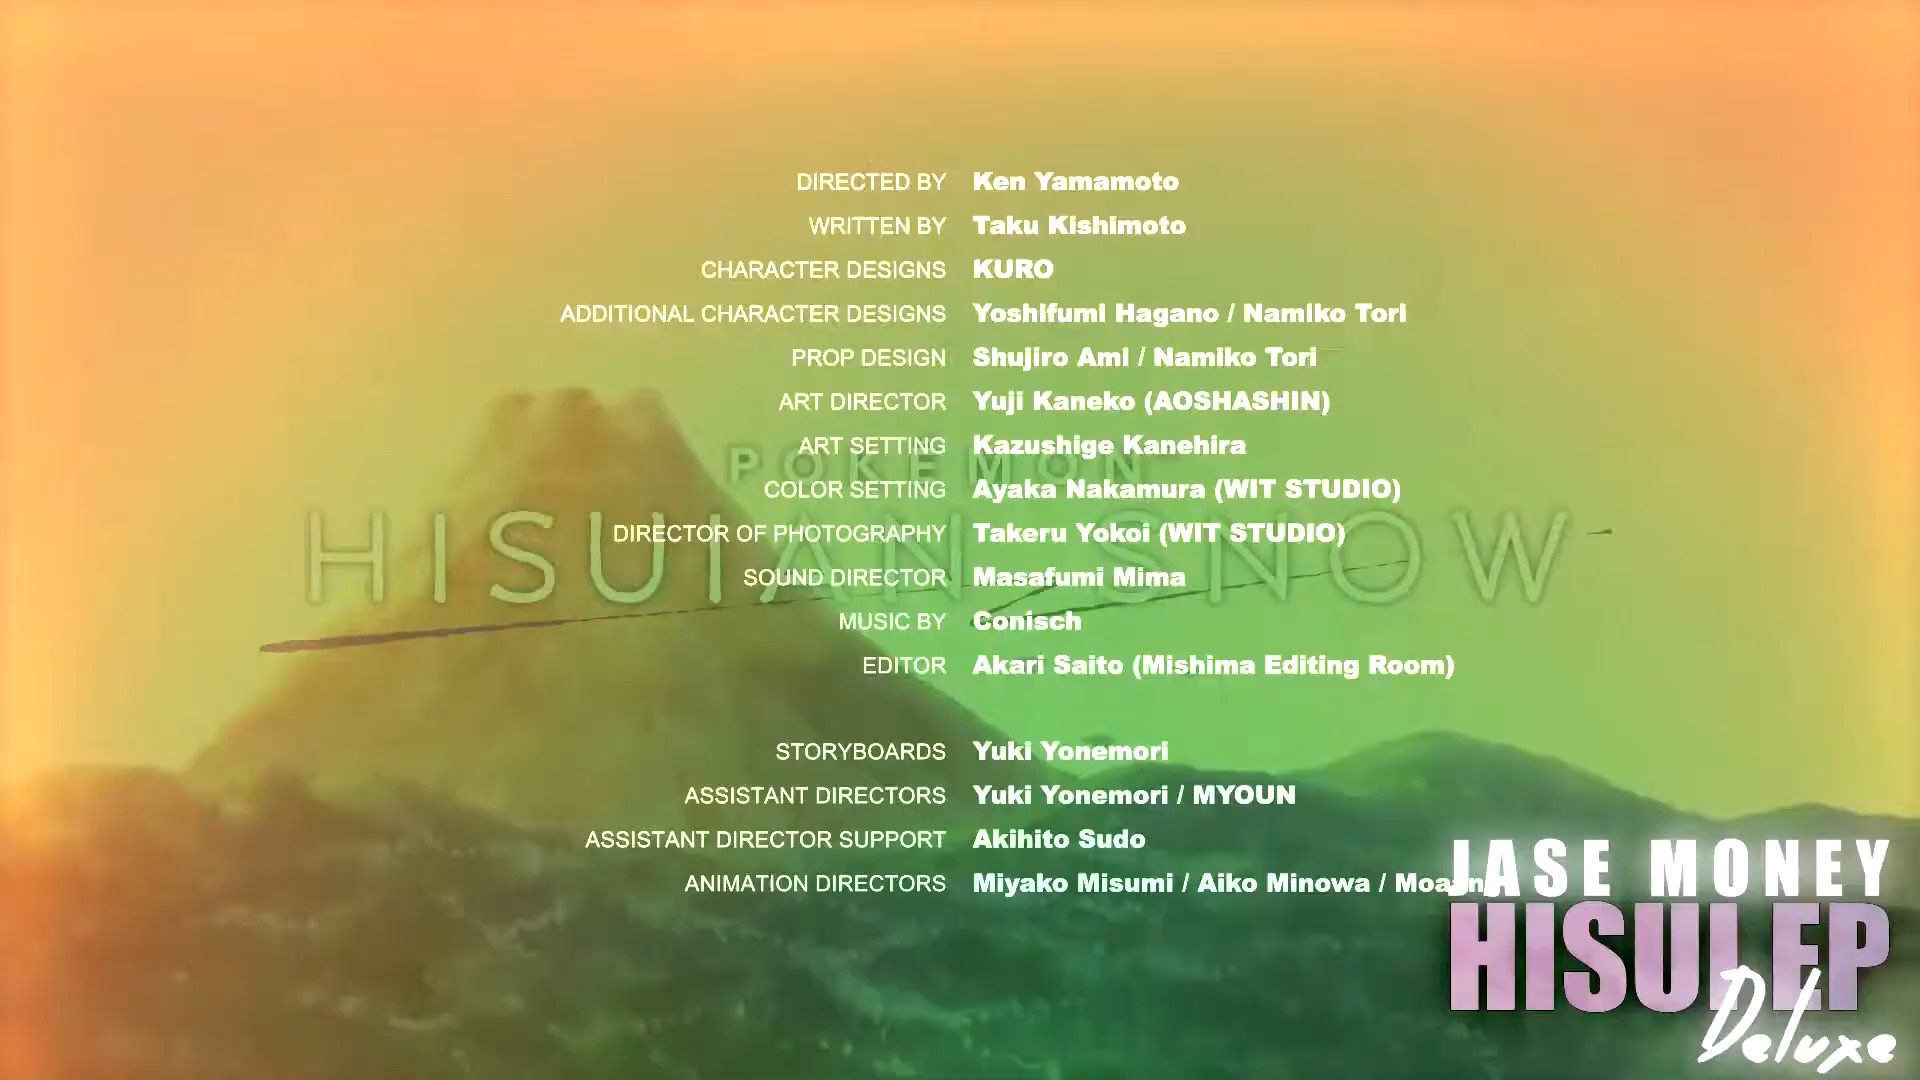 DIRECTED BY Ken Yamamoto
WRITTEN BY Taku Kishimoto
CHARACTER DESIGNS KURO
ADDITIONAL CHARACTER DESIGNS Yoshifumi Hagano / Namiko Tori
PROP DESIGN Shujiro Ami / Namiko Tori
ART DIRECTOR Yuji Kaneko (AOSHASHIN)
ART SETTING Kazushige Kanehira
POKÉMON
COLOR SETTING Ayaka Nakamura (WIT STUDIO)
DIRECTOR OF PHOTOGRAPHY Takeru Yokoi (WIT STUDIO)
HISUIAN SNOW
SOUND DIRECTOR Masafumi Mima
MUSIC BY Conisch
EDITOR Akari Saito (Mishima Editing Room)
STORYBOARDS Yuki Yonemori
ASSISTANT DIRECTORS Yuki Yonemori / MYOUN
ASSISTANT DIRECTOR SUPPORT Akihito Sudo
ANIMATION DIRECTORS Miyako Misumi / Aiko Minowa /
JASE MONEY
HISUI EP
Deluxe